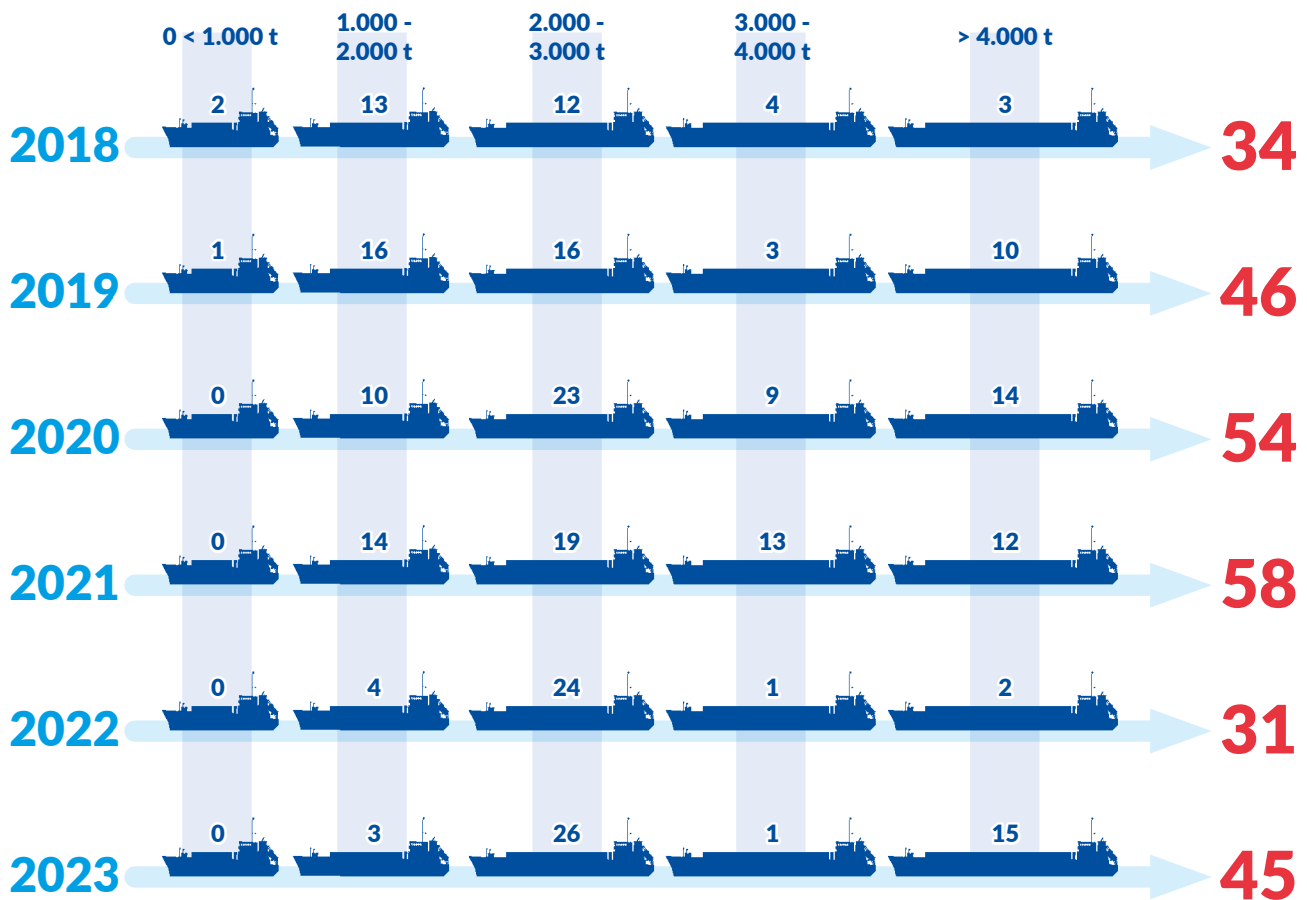 0 < 1.000 t
1.000 -
2.000 t
2.000 -
3.000 t
3.000 -
4.000 t
> 4.000 t
2018 2 13 12 4 3 34
2019 1 16 16 3 10 46
2020 0 10 23 9 14 54
2021 0 14 19 13 12 58
2022 0 4 24 1 2 31
2023 0 3 26 1 15 45